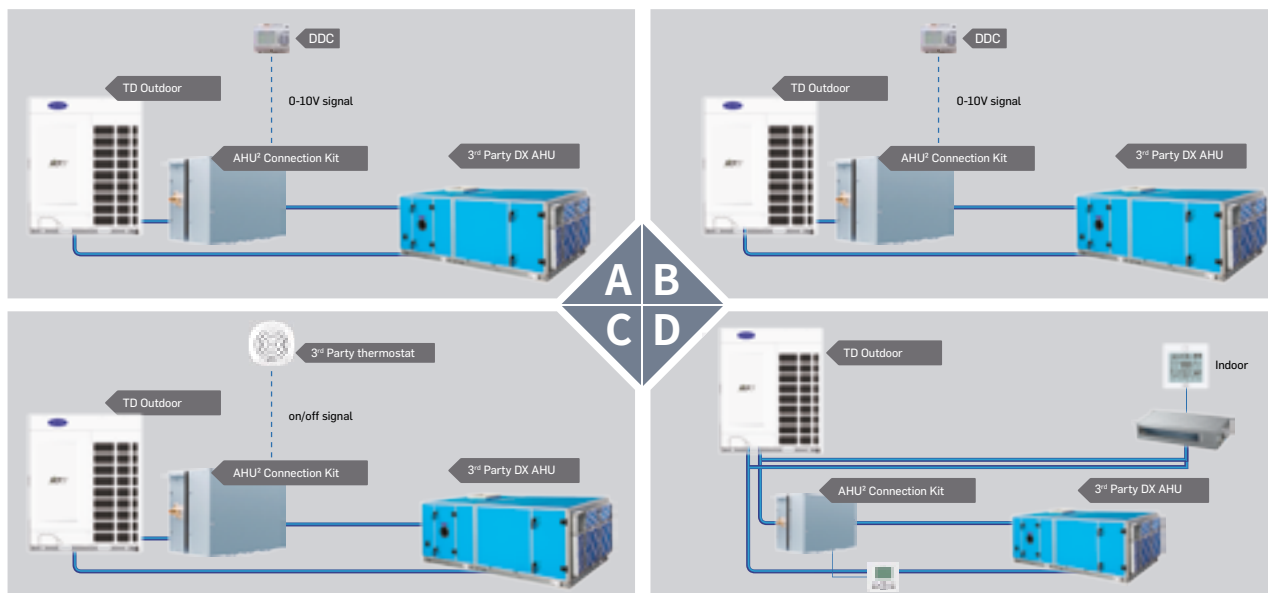 DDC
TD Outdoor
0-10V signal
AHU² Connection Kit
3rd Party DX AHU
DDC
TD Outdoor
0-10V signal
AHU² Connection Kit
3rd Party DX AHU
A B
C D
3rd Party thermostat
TD Outdoor
on/off signal
AHU² Connection Kit
3rd Party DX AHU
TD Outdoor
Indoor
AHU² Connection Kit
3rd Party DX AHU